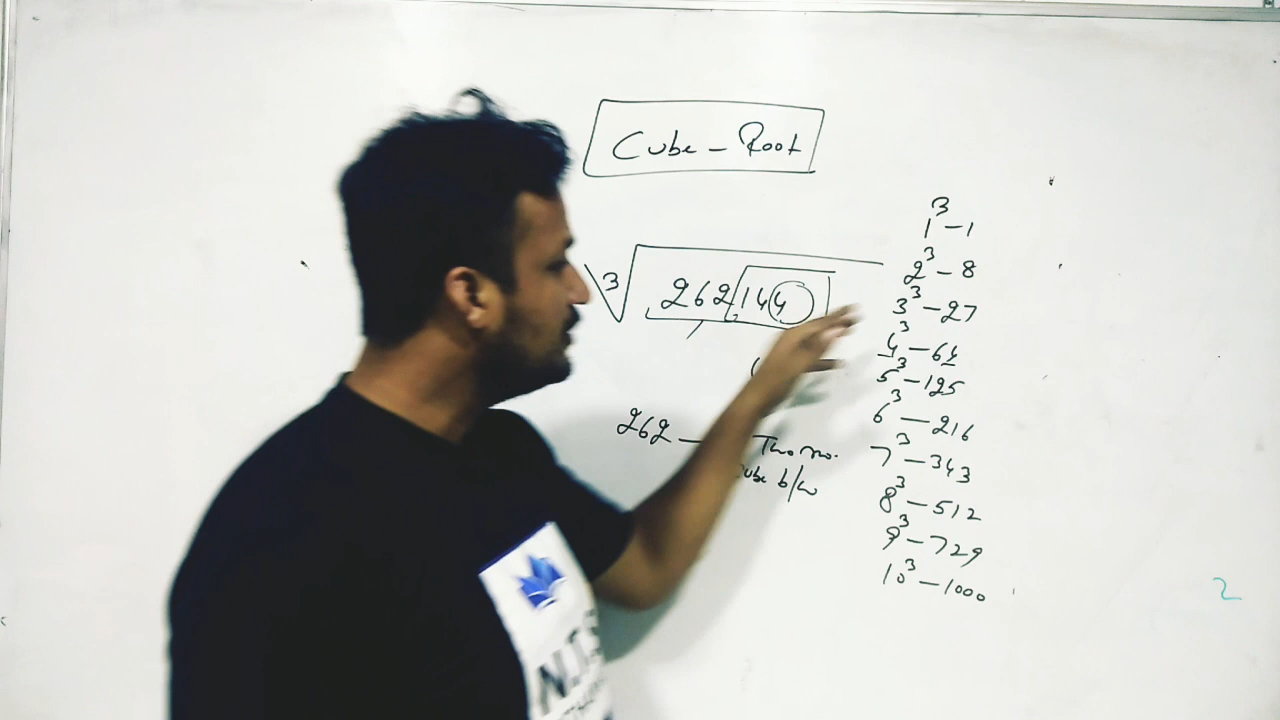 Cube - Root
∛262144
262 - Two no.
Cube b/w
1³ - 1
2³ - 8
3³ - 27
4³ - 64
5³ - 125
6³ - 216
7³ - 343
8³ - 512
9³ - 729
10³ - 1000
2